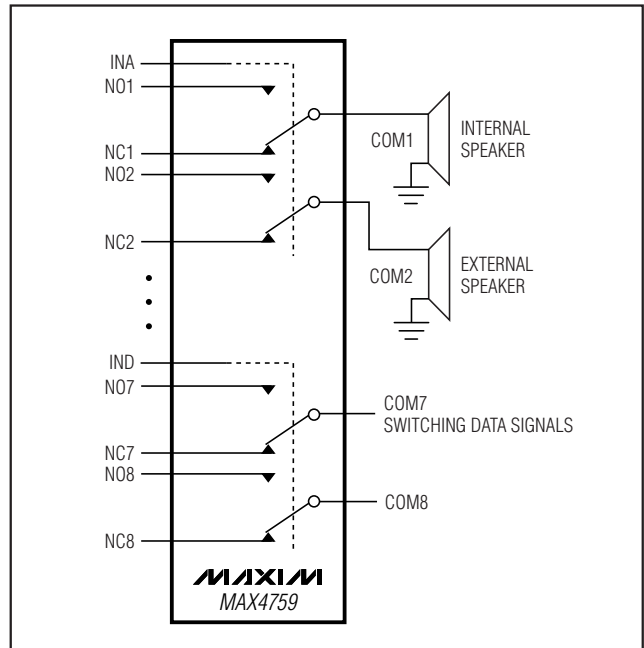 INA
NO1
COM1
INTERNAL
SPEAKER
NC1
NO2
NC2
COM2
EXTERNAL
SPEAKER
IND
NO7
COM7
SWITCHING DATA SIGNALS
NC7
NO8
COM8
NC8
MAXIM
MAX4759